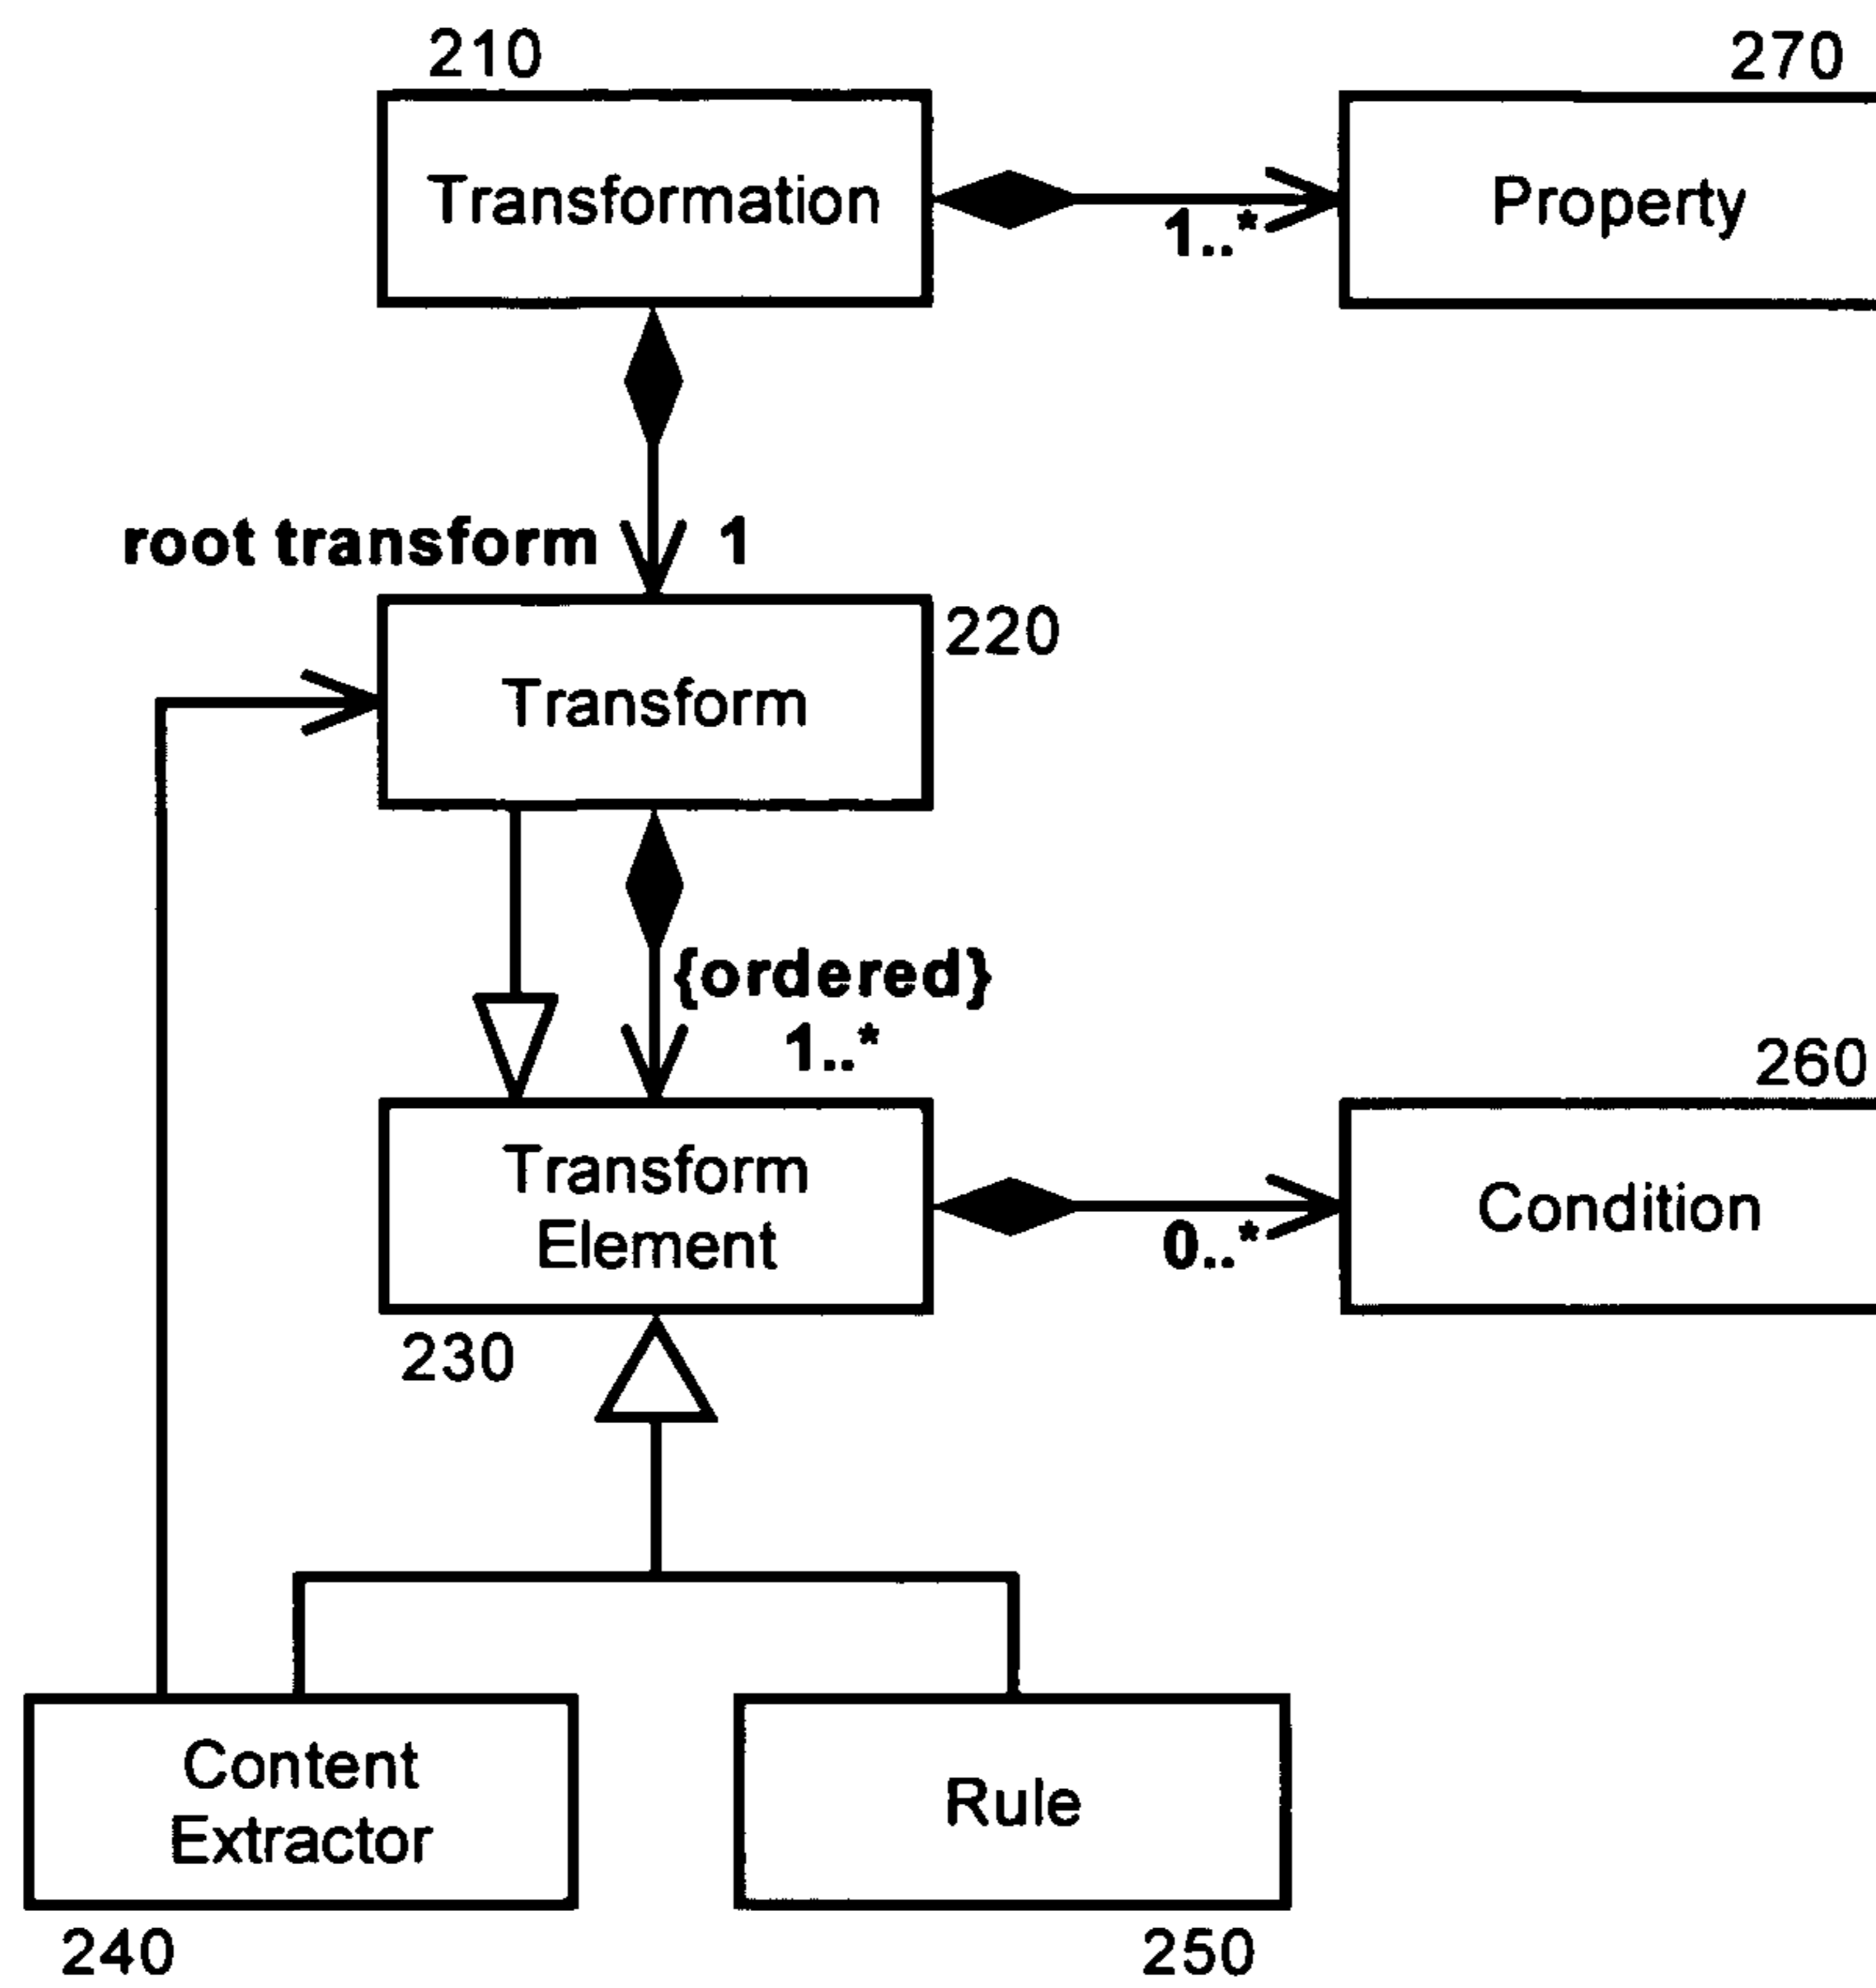 210
270
Transformation
Property
1..*
root transform
1
220
Transform
{ordered}
1..*
260
Transform
Element
Condition
0..*
230
Content
Extractor
Rule
240
250